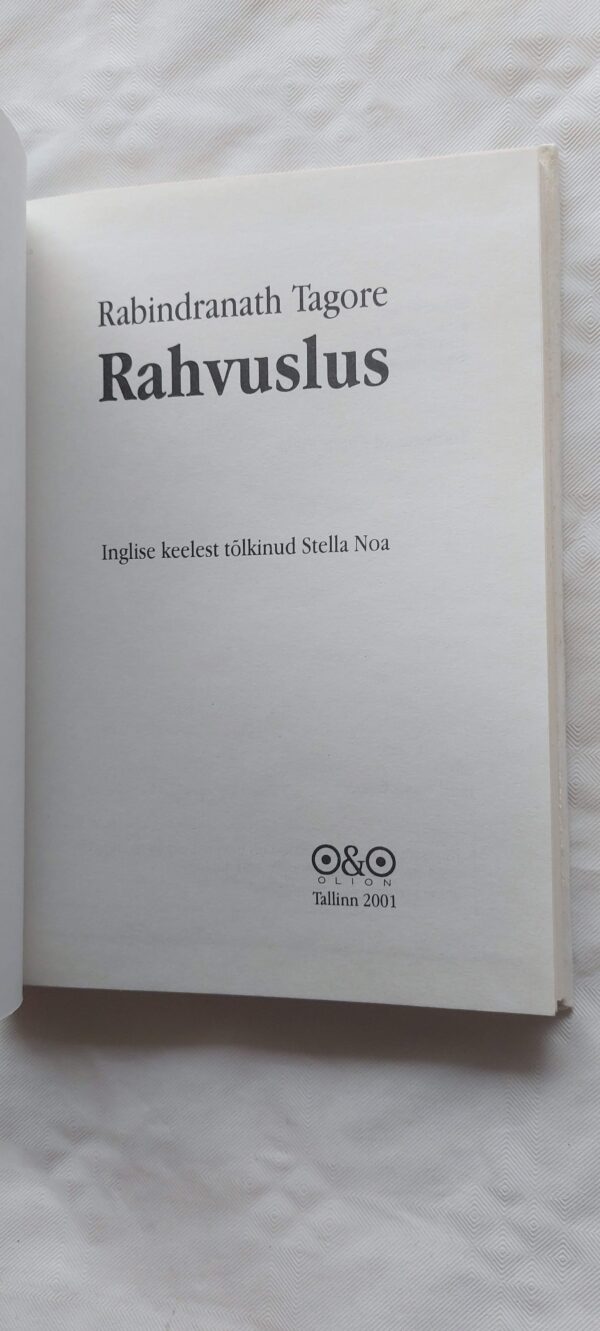 Rabindranath Tagore
Rahvuslus
Inglise keelest tõlkinud Stella Noa
O&O
OLION
Tallinn 2001